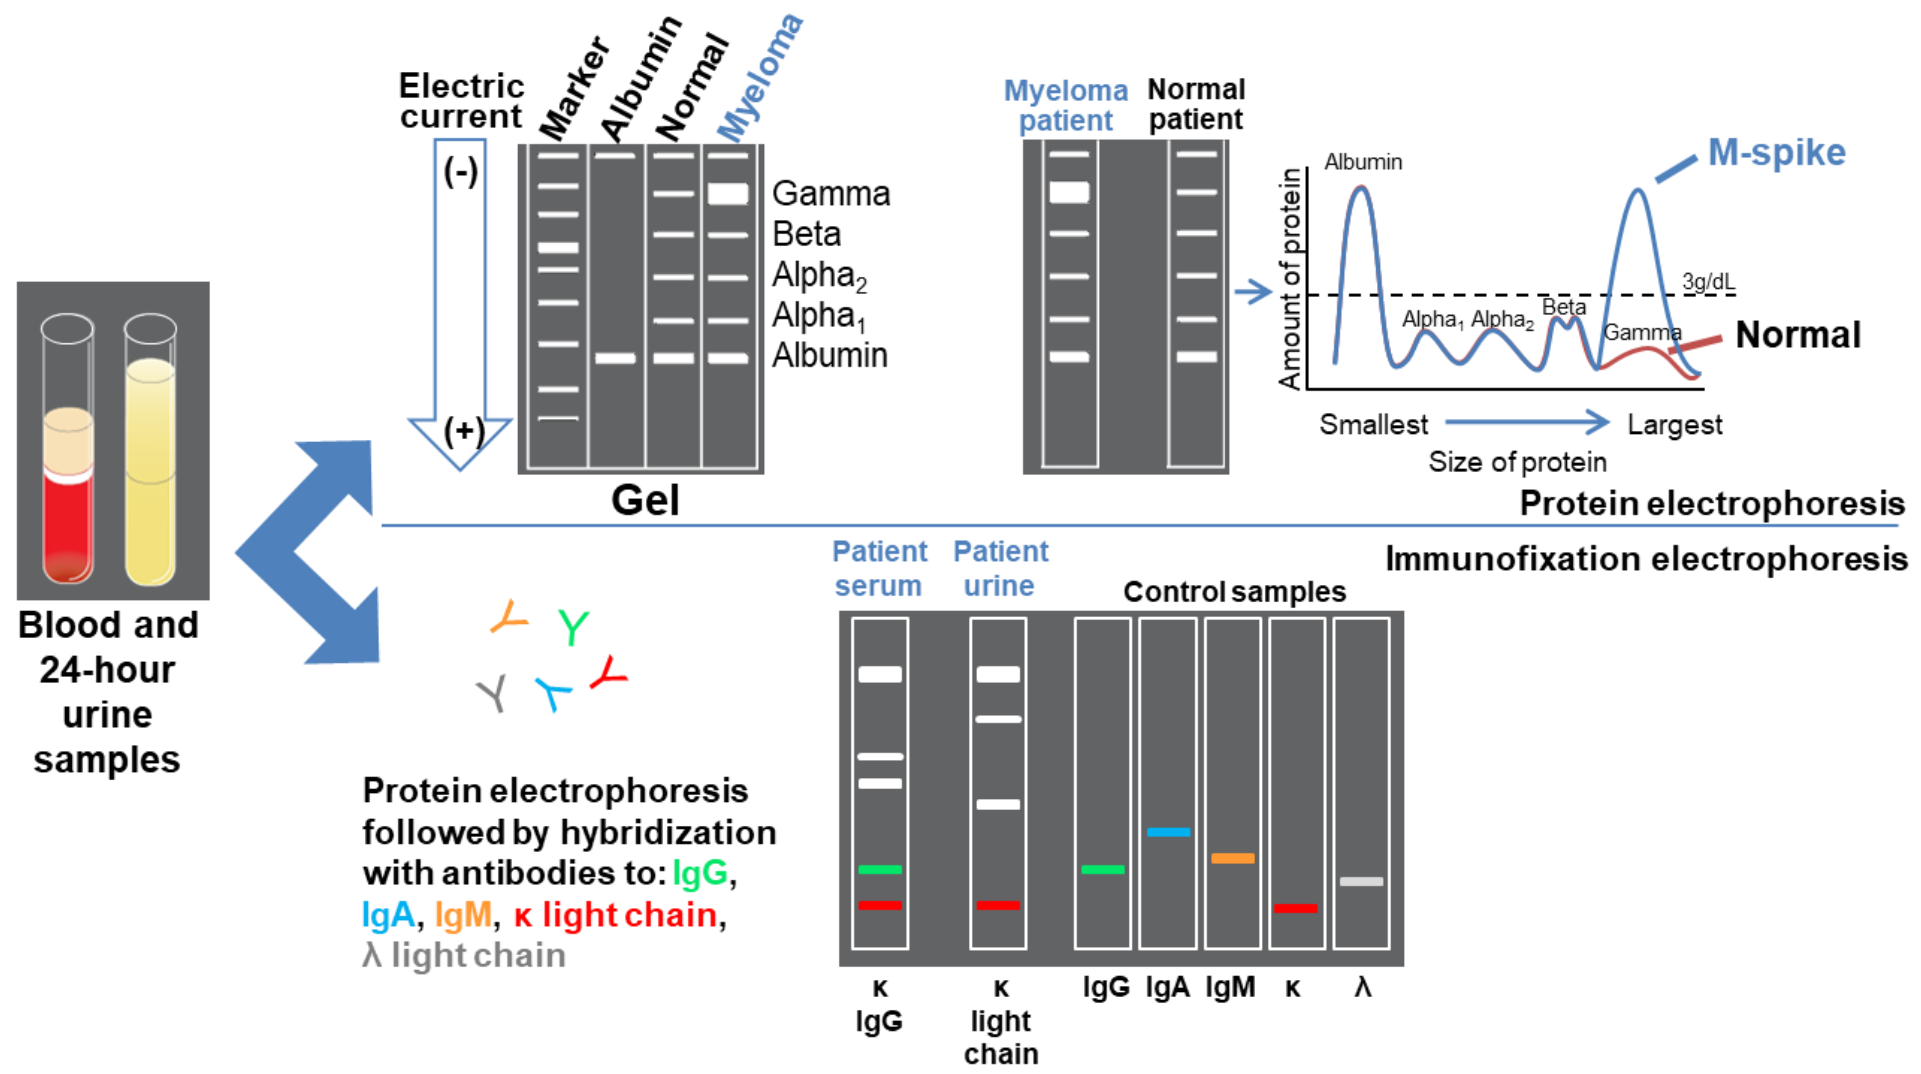 Electric
current
(-)
(+)
Marker
Albumin
Normal
Myeloma
Gamma
Beta
Alpha₂
Alpha₁
Albumin
Gel
Myeloma
patient
Normal
patient
Amount of protein
Albumin
Alpha₁
Alpha₂
Beta
Gamma
3g/dL
M-spike
Normal
Smallest
Largest
Size of protein
Protein electrophoresis
Immunofixation electrophoresis
Blood and
24-hour
urine
samples
Protein electrophoresis
followed by hybridization
with antibodies to: IgG,
IgA, IgM, κ light chain,
λ light chain
Patient
serum
Patient
urine
Control samples
κ
IgG
κ
light
chain
IgG
IgA
IgM
κ
λ